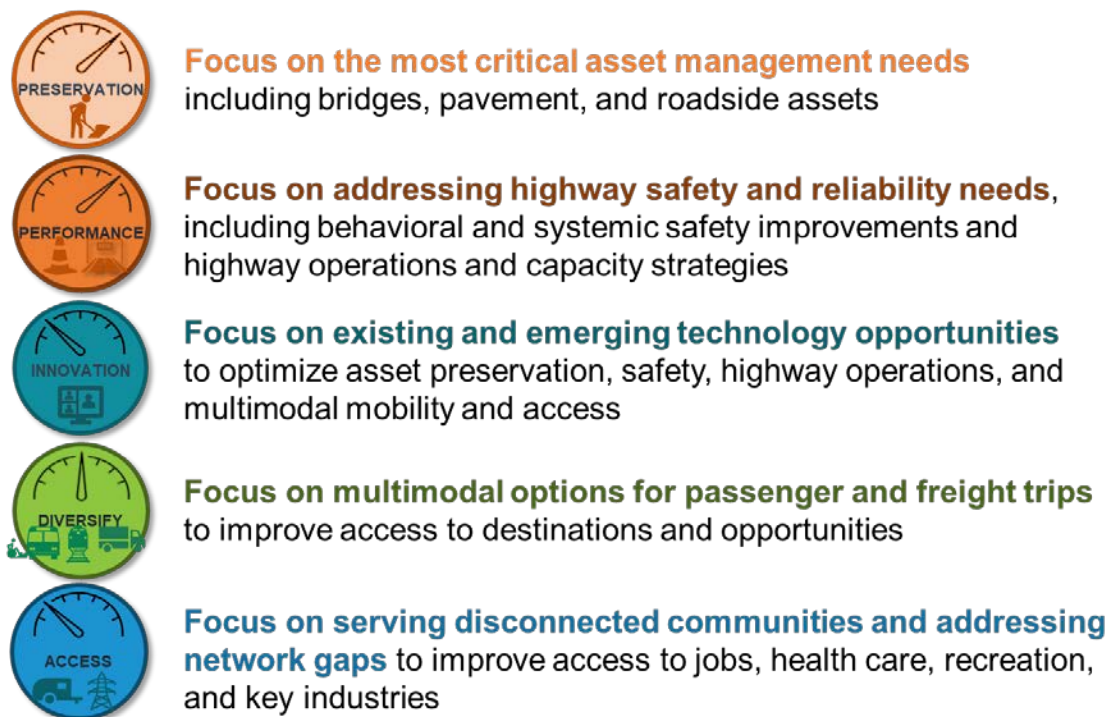 PRESERVATION
Focus on the most critical asset management needs
including bridges, pavement, and roadside assets
PERFORMANCE
Focus on addressing highway safety and reliability needs,
including behavioral and systemic safety improvements and
highway operations and capacity strategies
INNOVATION
Focus on existing and emerging technology opportunities
to optimize asset preservation, safety, highway operations, and
multimodal mobility and access
DIVERSIFY
Focus on multimodal options for passenger and freight trips
to improve access to destinations and opportunities
ACCESS
Focus on serving disconnected communities and addressing
network gaps to improve access to jobs, health care, recreation,
and key industries